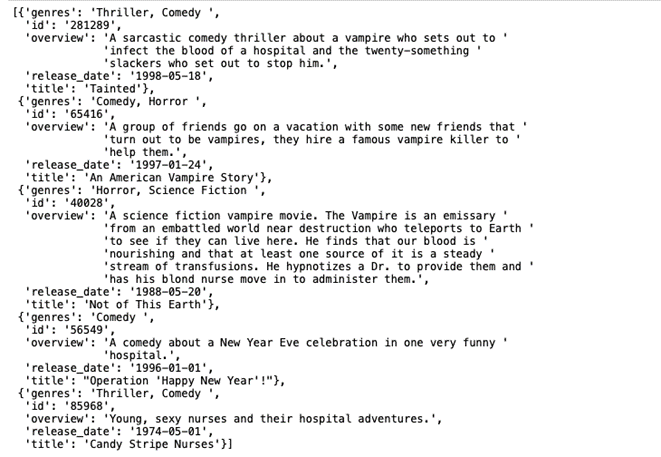 [{'genres': 'Thriller, Comedy ',
'id': '281289',
'overview': 'A sarcastic comedy thriller about a vampire who sets out to '
'infect the blood of a hospital and the twenty-something '
'slackers who set out to stop him.',
'release_date': '1998-05-18',
'title': 'Tainted'},
{'genres': 'Comedy, Horror ',
'id': '65416',
'overview': 'A group of friends go on a vacation with some new friends that '
'turn out to be vampires, they hire a famous vampire killer to '
'help them.',
'release_date': '1997-01-24',
'title': 'An American Vampire Story'},
{'genres': 'Horror, Science Fiction ',
'id': '40028',
'overview': 'A science fiction vampire movie. The Vampire is an emissary '
'from an embattled world near destruction who teleports to Earth '
'to see if they can live here. He finds that our blood is '
'nourishing and that at least one source of it is a steady '
'stream of transfusions. He hypnotizes a Dr. to provide them and '
'has his blond nurse move in to administer them.',
'release_date': '1988-05-20',
'title': 'Not of This Earth'},
{'genres': 'Comedy ',
'id': '56549',
'overview': 'A comedy about a New Year Eve celebration in one very funny '
'hospital.',
'release_date': '1996-01-01',
'title': "Operation 'Happy New Year'!"},
{'genres': 'Thriller, Comedy ',
'id': '85968',
'overview': 'Young, sexy nurses and their hospital adventures.',
'release_date': '1974-05-01',
'title': 'Candy Stripe Nurses'}]